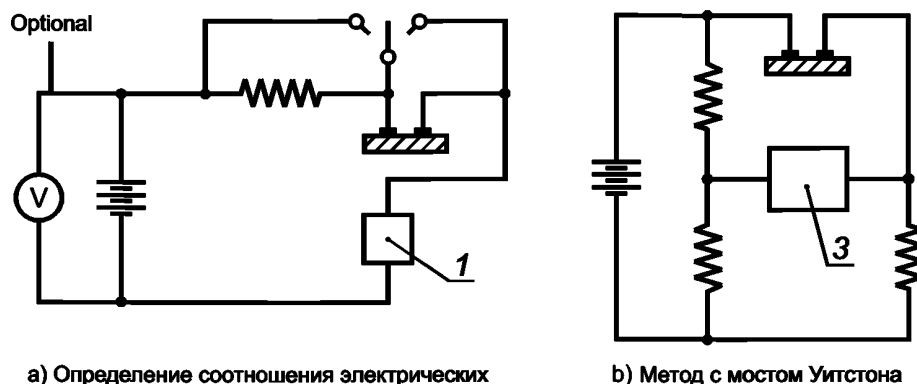 Optional
V
1
3
а) Определение соотношения электрических
b) Метод с мостом Уитстона